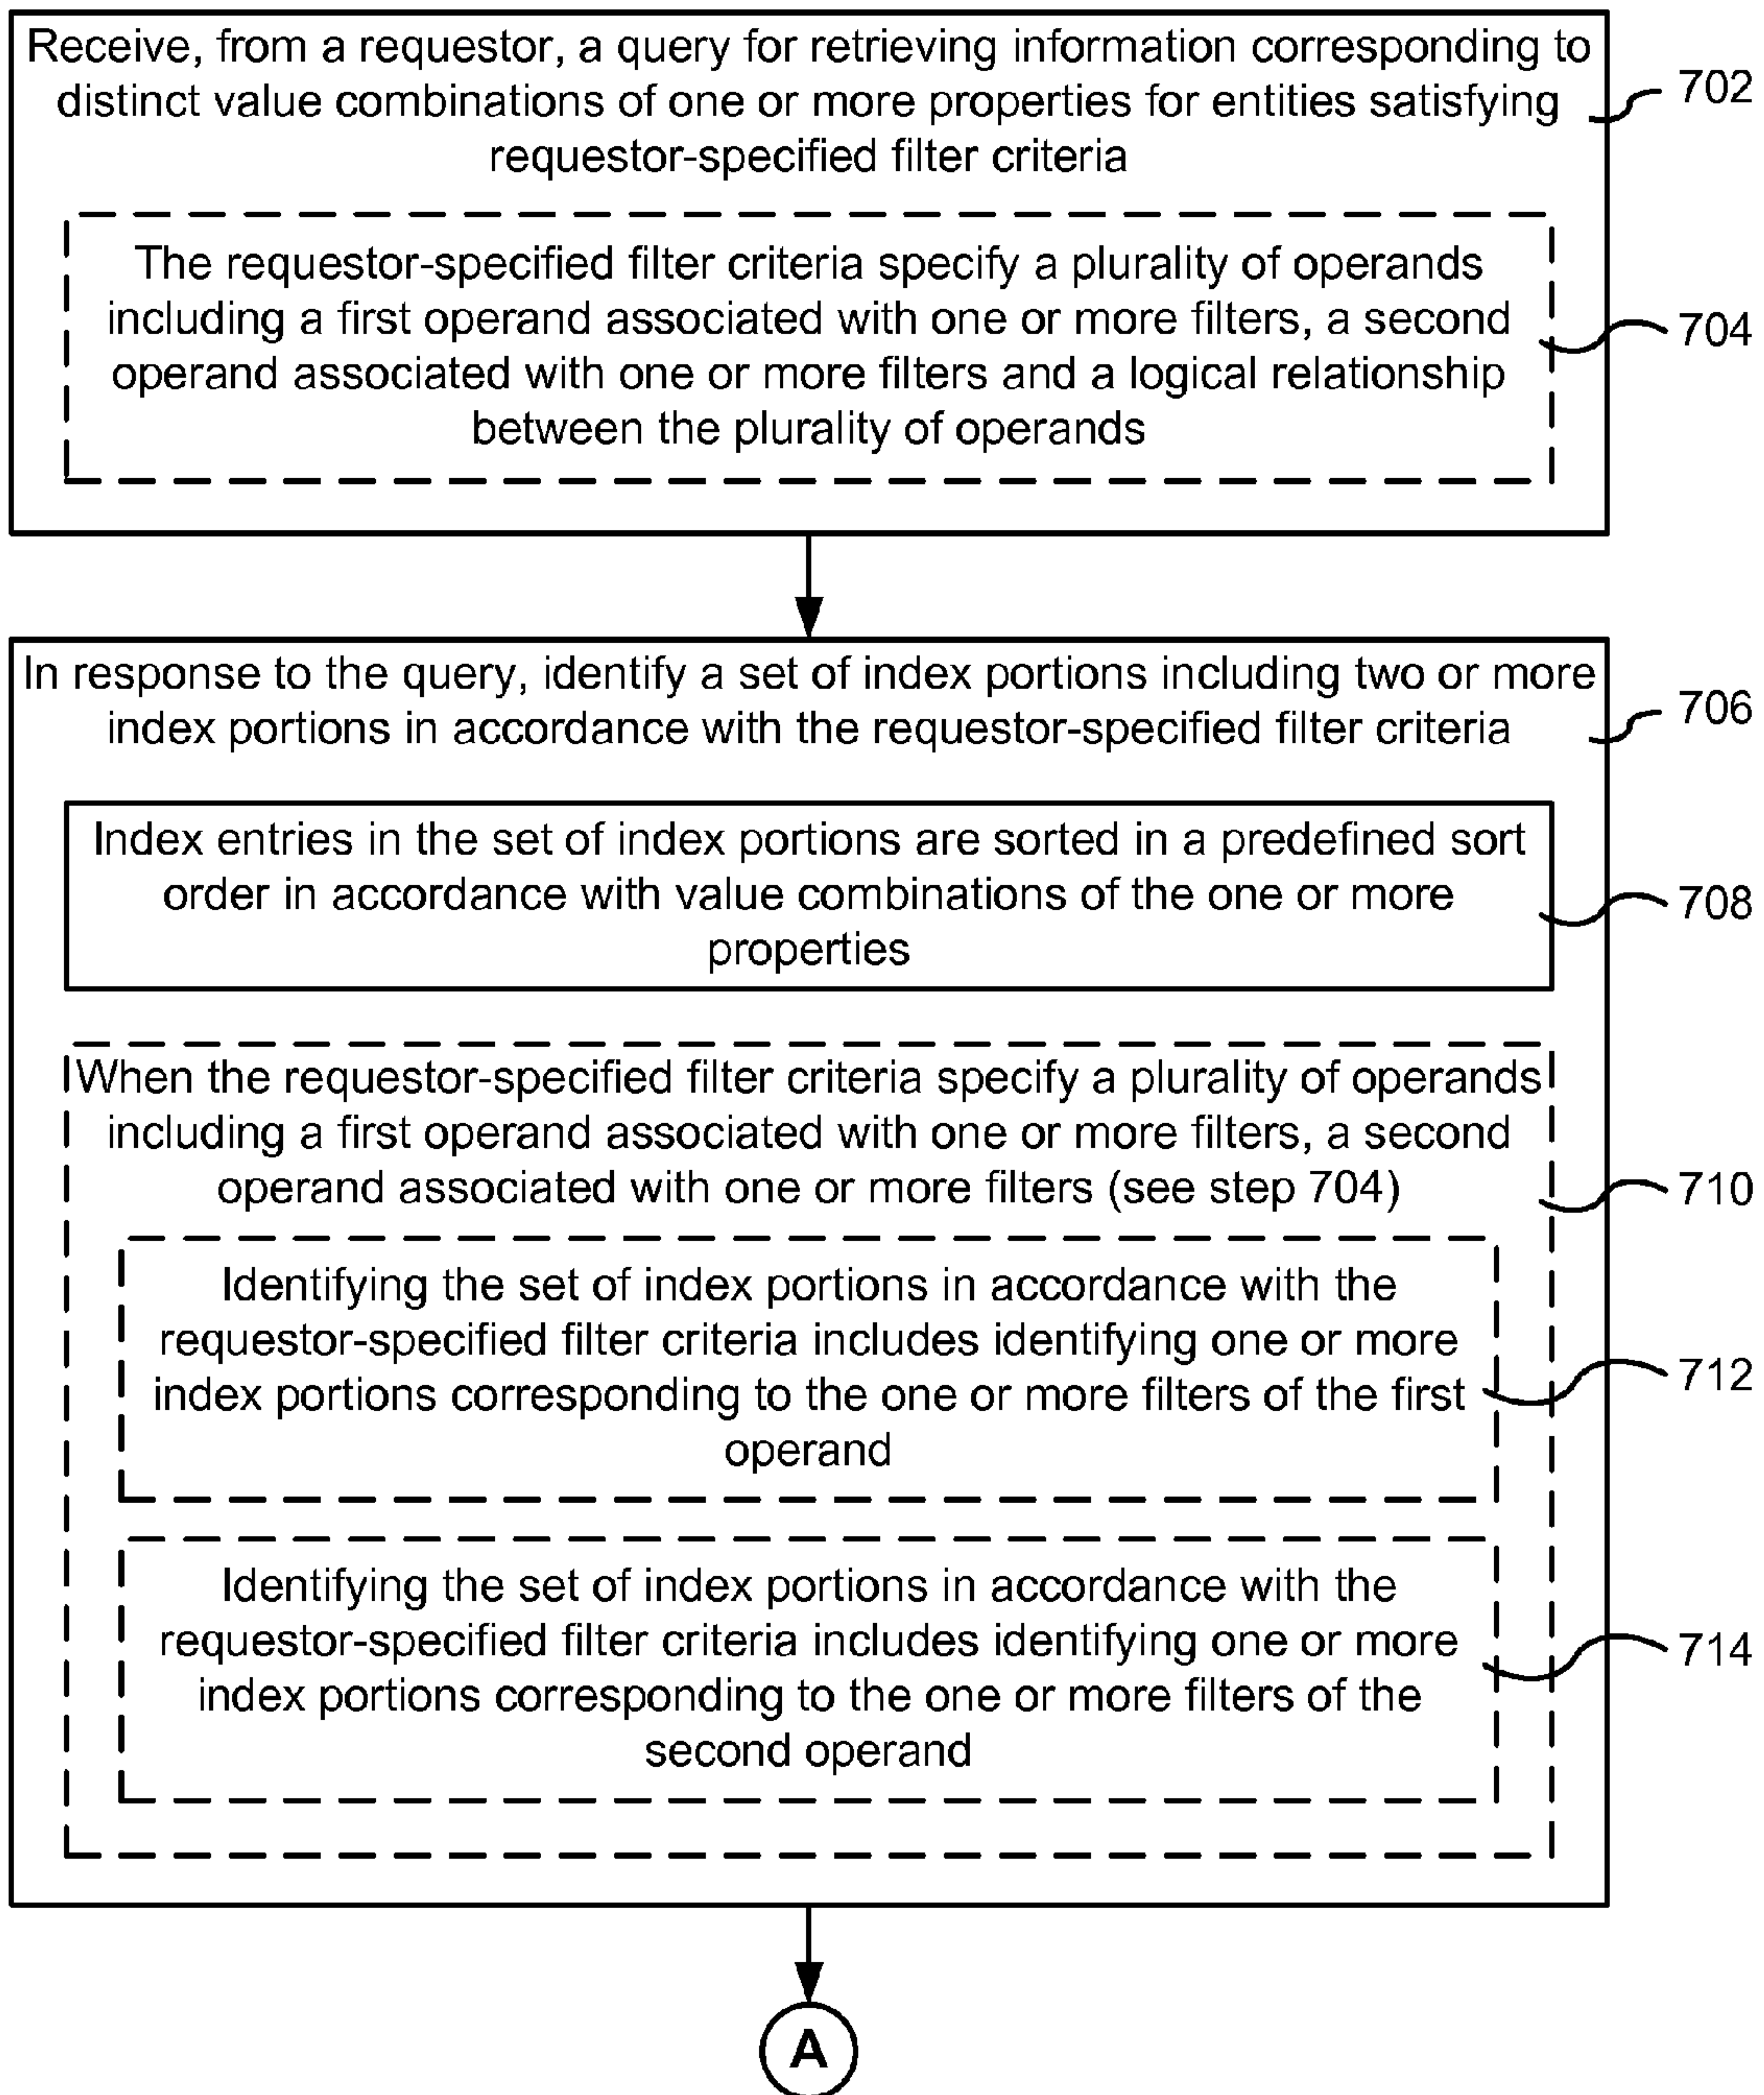 Receive, from a requestor, a query for retrieving information corresponding to
distinct value combinations of one or more properties for entities satisfying
requestor-specified filter criteria
702
The requestor-specified filter criteria specify a plurality of operands
including a first operand associated with one or more filters, a second
operand associated with one or more filters and a logical relationship
between the plurality of operands
704
In response to the query, identify a set of index portions including two or more
index portions in accordance with the requestor-specified filter criteria
706
Index entries in the set of index portions are sorted in a predefined sort
order in accordance with value combinations of the one or more
properties
708
When the requestor-specified filter criteria specify a plurality of operands
including a first operand associated with one or more filters, a second
operand associated with one or more filters (see step 704)
710
Identifying the set of index portions in accordance with the
requestor-specified filter criteria includes identifying one or more
index portions corresponding to the one or more filters of the first
operand
712
Identifying the set of index portions in accordance with the
requestor-specified filter criteria includes identifying one or more
index portions corresponding to the one or more filters of the
second operand
714
A